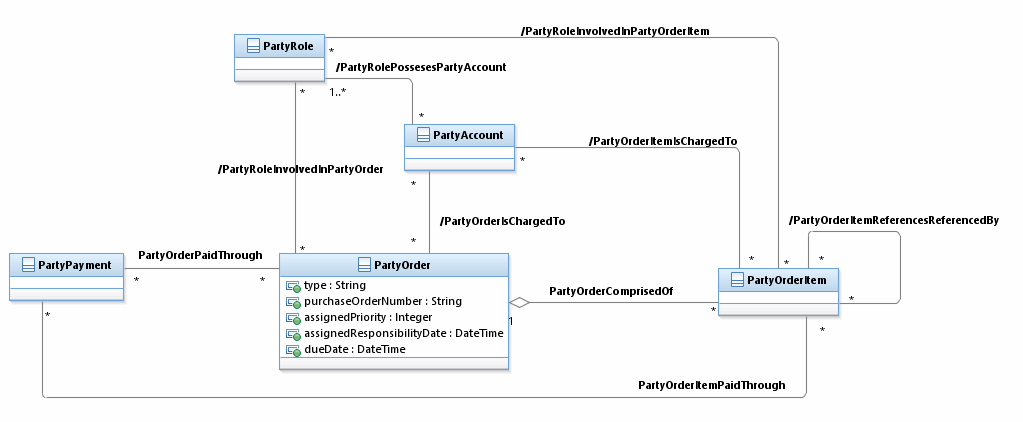 /PartyRoleInvolvedInPartyOrderItem
PartyRole
*
/PartyRolePossesesPartyAccount
*
1..*
*
PartyAccount
/PartyOrderItemIsChargedTo
*
/PartyRoleInvolvedInPartyOrder
*
/PartyOrderIsChargedTo
/PartyOrderItemReferencesReferencedBy
*
*
PartyOrderPaidThrough
*
*
*
PartyPayment
PartyOrder
*
*
PartyOrderItem
type : String
purchaseOrderNumber : String
assignedPriority : Integer
assignedResponsibilityDate : DateTime
dueDate : DateTime
PartyOrderComprisedOf
*
1
*
*
*
PartyOrderItemPaidThrough